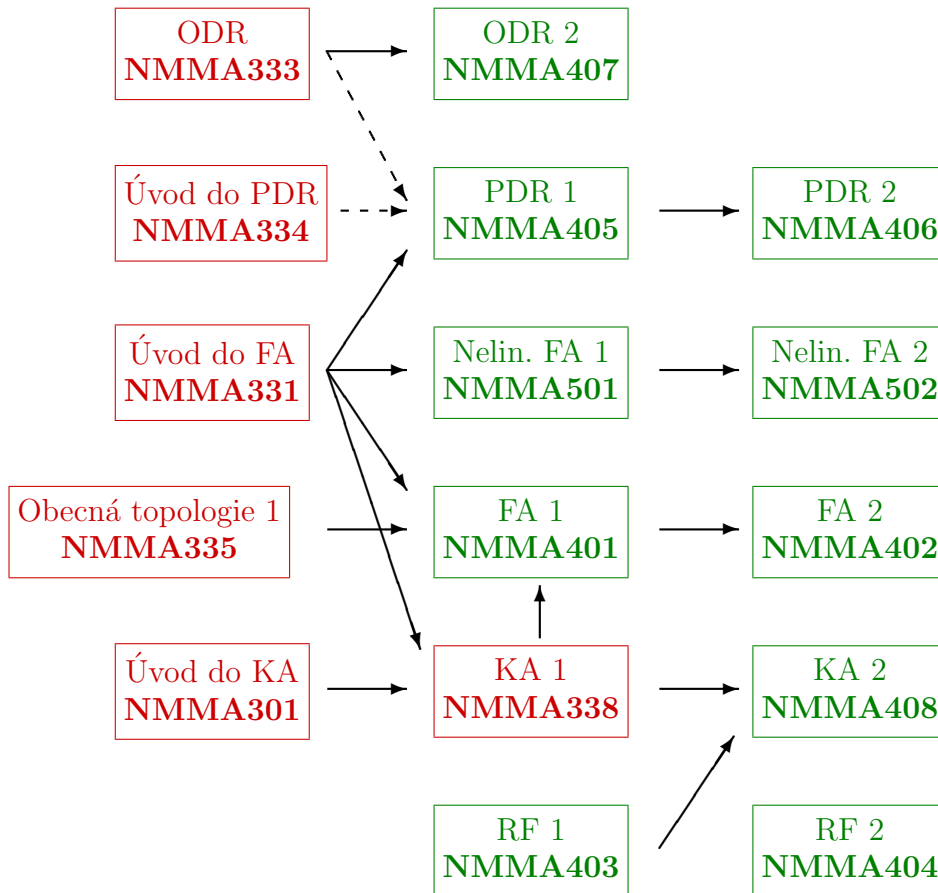 ODR
NMMA333
ODR 2
NMMA407
Úvod do PDR
NMMA334
PDR 1
NMMA405
PDR 2
NMMA406
Úvod do FA
NMMA331
Nelin. FA 1
NMMA501
Nelin. FA 2
NMMA502
Obecná topologie 1
NMMA335
FA 1
NMMA401
FA 2
NMMA402
Úvod do KA
NMMA301
KA 1
NMMA338
KA 2
NMMA408
RF 1
NMMA403
RF 2
NMMA404